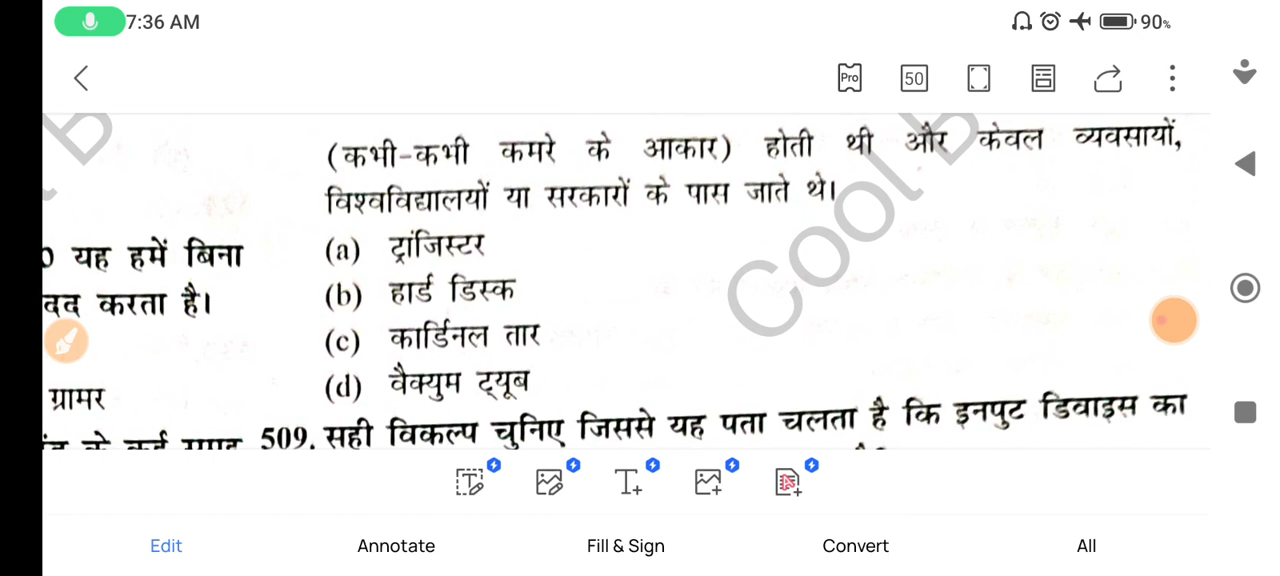 7:36 AM
90%
Pro
50
(कभी-कभी कमरे के आकार) होती थी और केवल व्यवसायों,
विश्वविद्यालयों या सरकारों के पास जाते थे।
(a) ट्रांजिस्टर
(b) हार्ड डिस्क
(c) कार्डिनल तार
(d) वैक्युम ट्यूब
509. सही विकल्प चुनिए जिससे यह पता चलता है कि इनपुट डिवाइस का
यह हमें बिना
करता है।
ग्रामर
Cool B
Edit
Annotate
Fill & Sign
Convert
All